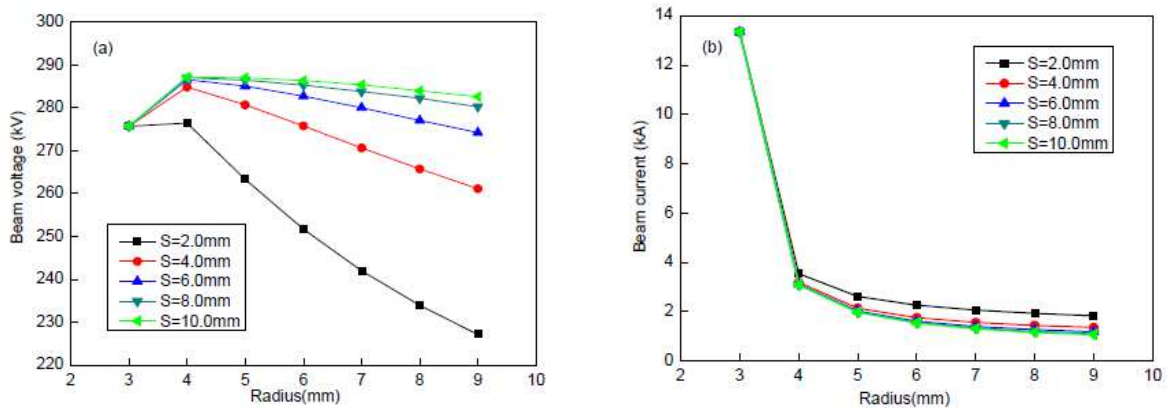 300
290
280
270
260
250
240
230
220
Beam voltage (kV)
(a)
S=2.0mm
S=4.0mm
S=6.0mm
S=8.0mm
S=10.0mm
2 3 4 5 6 7 8 9 10
Radius(mm)
14
12
10
8
6
4
2
0
Beam current (kA)
(b)
S=2.0mm
S=4.0mm
S=6.0mm
S=8.0mm
S=10.0mm
2 3 4 5 6 7 8 9 10
Radius(mm)